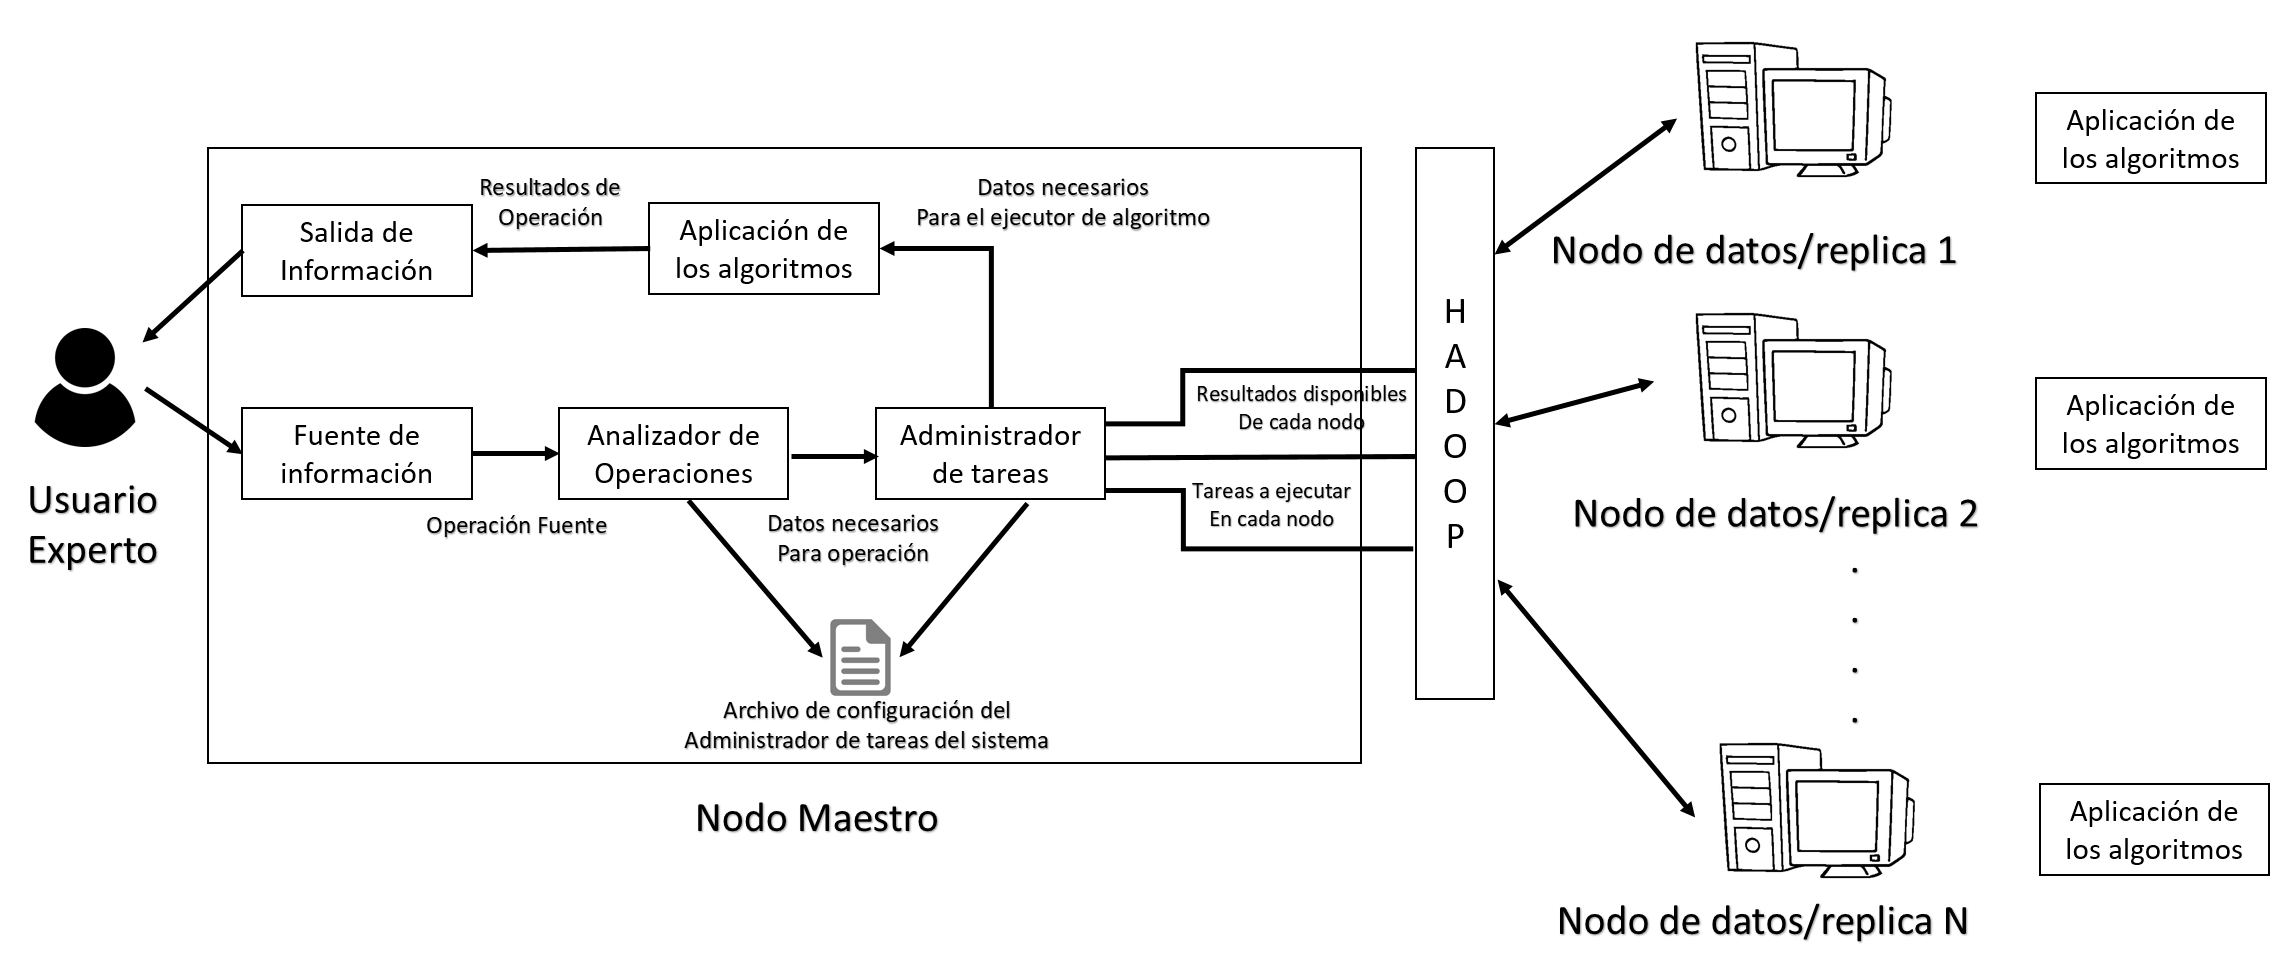 Usuario
Experto
Salida de
Información
Resultados de
Operación
Aplicación de
los algoritmos
Datos necesarios
Para el ejecutor de algoritmo
Fuente de
información
Operación Fuente
Analizador de
Operaciones
Datos necesarios
Para operación
Administrador
de tareas
Resultados disponibles
De cada nodo
Tareas a ejecutar
En cada nodo
Archivo de configuración del
Administrador de tareas del sistema
Nodo Maestro
H
A
D
O
O
P
Nodo de datos/replica 1
Aplicación de
los algoritmos
Nodo de datos/replica 2
Aplicación de
los algoritmos
.
.
.
.
Nodo de datos/replica N
Aplicación de
los algoritmos